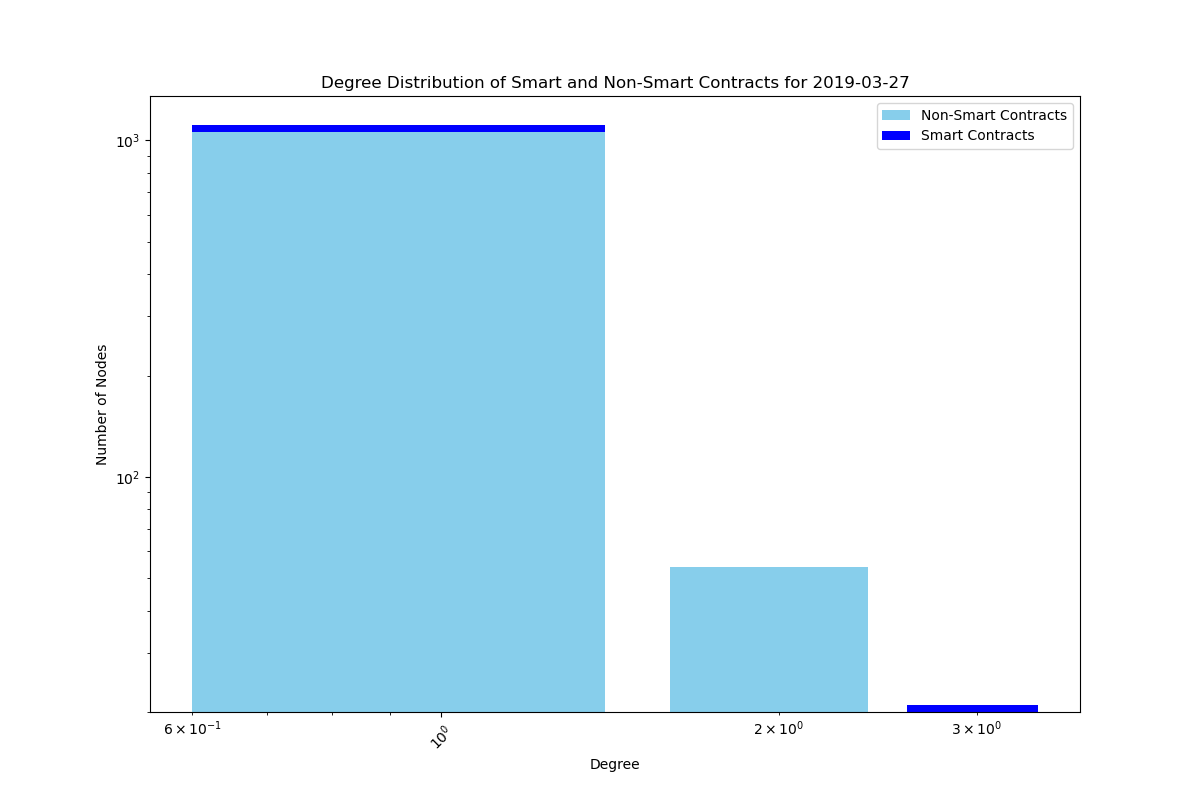 Degree Distribution of Smart and Non-Smart Contracts for 2019-03-27
Non-Smart Contracts
Smart Contracts
Number of Nodes
10³
10²
6 × 10⁻¹
10⁰
2 × 10⁰
3 × 10⁰
Degree